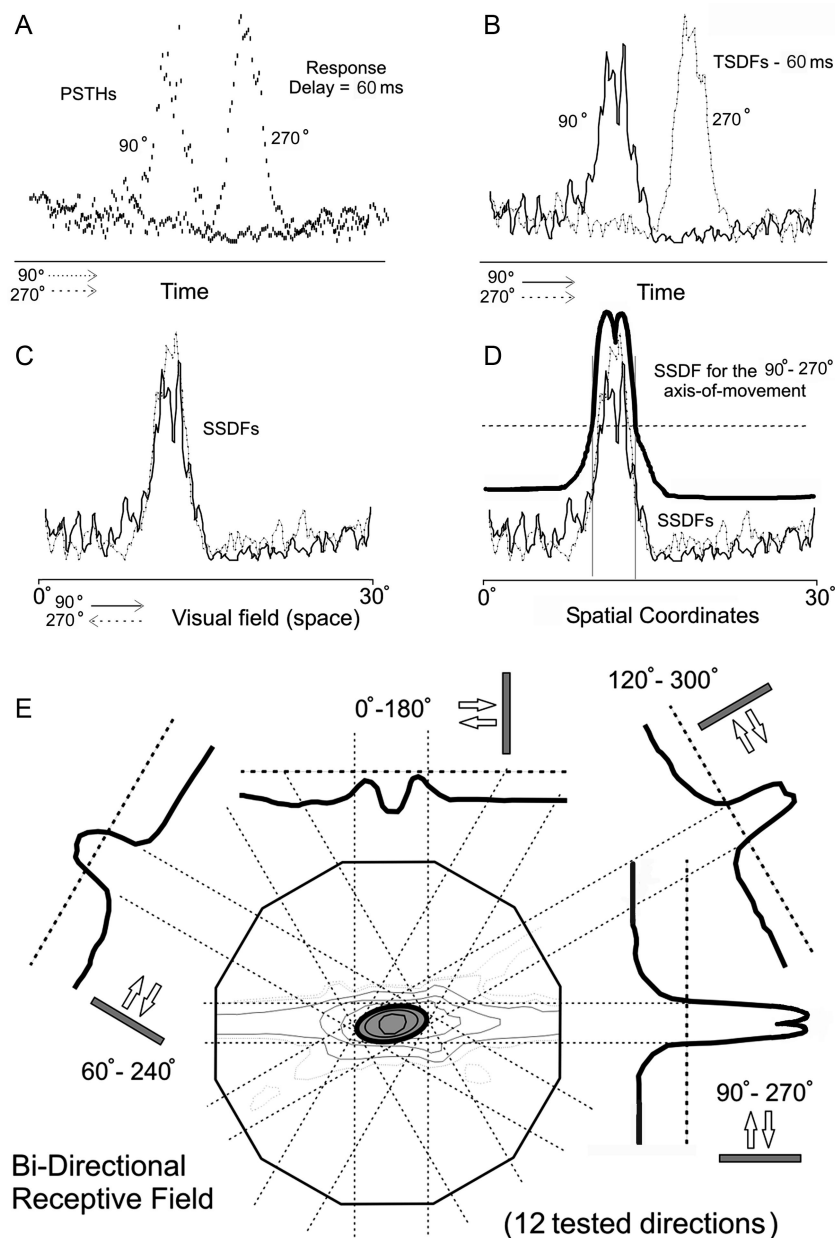 A
PSTHs
Response
Delay = 60 ms
90°
270°
90°
270°
Time
B
TSDFs - 60 ms
90°
270°
90°
270°
Time
C
SSDFs
0°
30°
90°
270°
Visual field (space)
D
SSDF for the 90°- 270°
axis-of-movement
SSDFs
0°
30°
Spatial Coordinates
E
0°-180°
120°- 300°
60°- 240°
90°- 270°
Bi-Directional
Receptive Field
(12 tested directions)